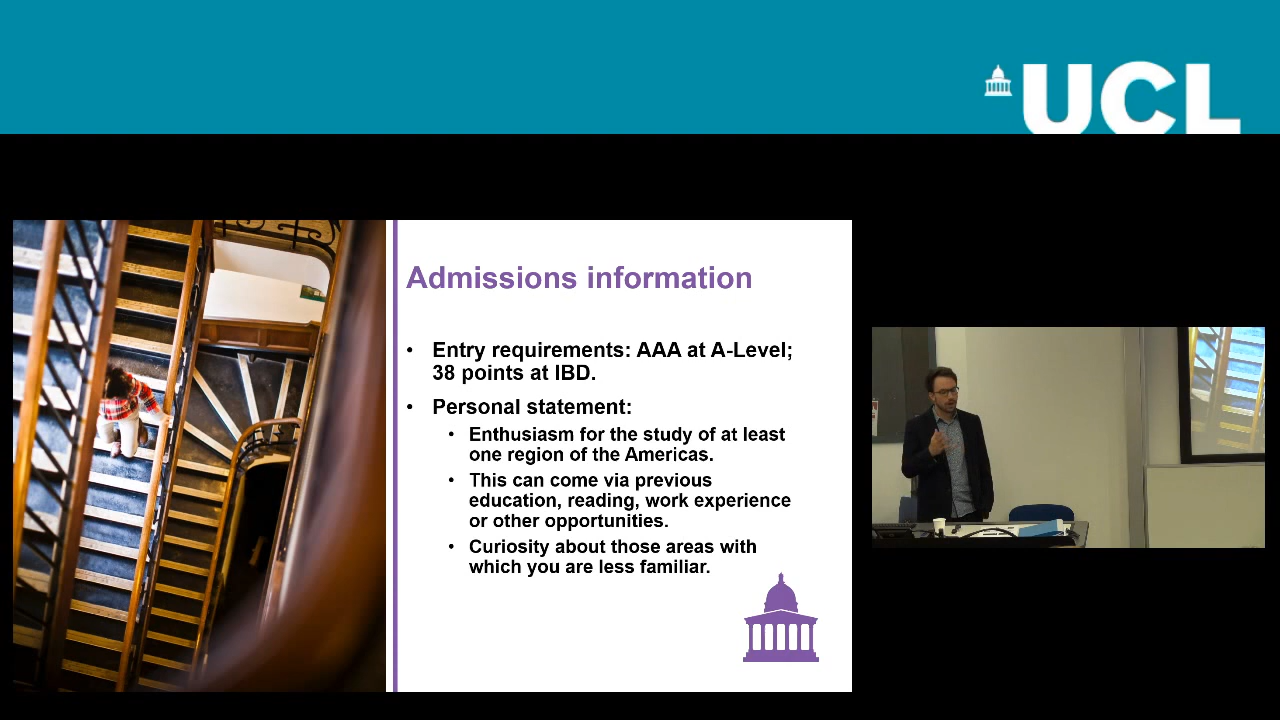 UCL
Admissions information
• Entry requirements: AAA at A-Level;
38 points at IBD.
• Personal statement:
• Enthusiasm for the study of at least
one region of the Americas.
• This can come via previous
education, reading, work experience
or other opportunities.
• Curiosity about those areas with
which you are less familiar.